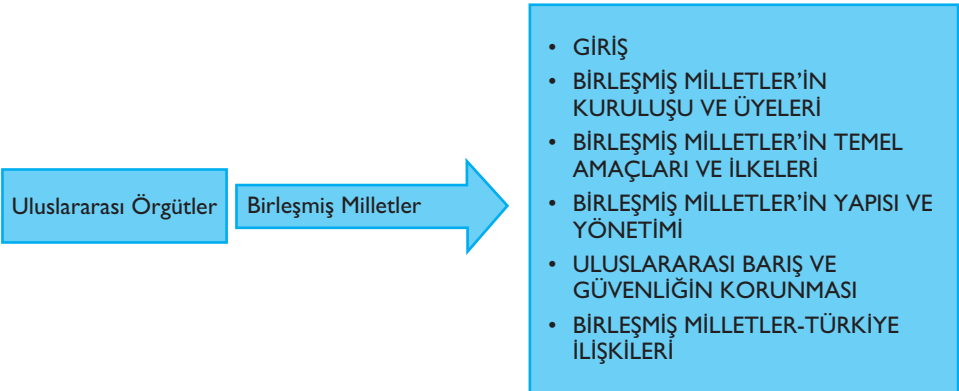 Uluslararası Örgütler
Birleşmiş Milletler
• GİRİŞ
• BİRLEŞMİŞ MİLLETLER’İN
KURULUŞU VE ÜYELERİ
• BİRLEŞMİŞ MİLLETLER’İN TEMEL
AMAÇLARI VE İLKELERİ
• BİRLEŞMİŞ MİLLETLER’İN YAPISI VE
YÖNETİMİ
• ULUSLARARASI BARIŞ VE
GÜVENLİĞİN KORUNMASI
• BİRLEŞMİŞ MİLLETLER-TÜRKİYE
İLİŞKİLERİ